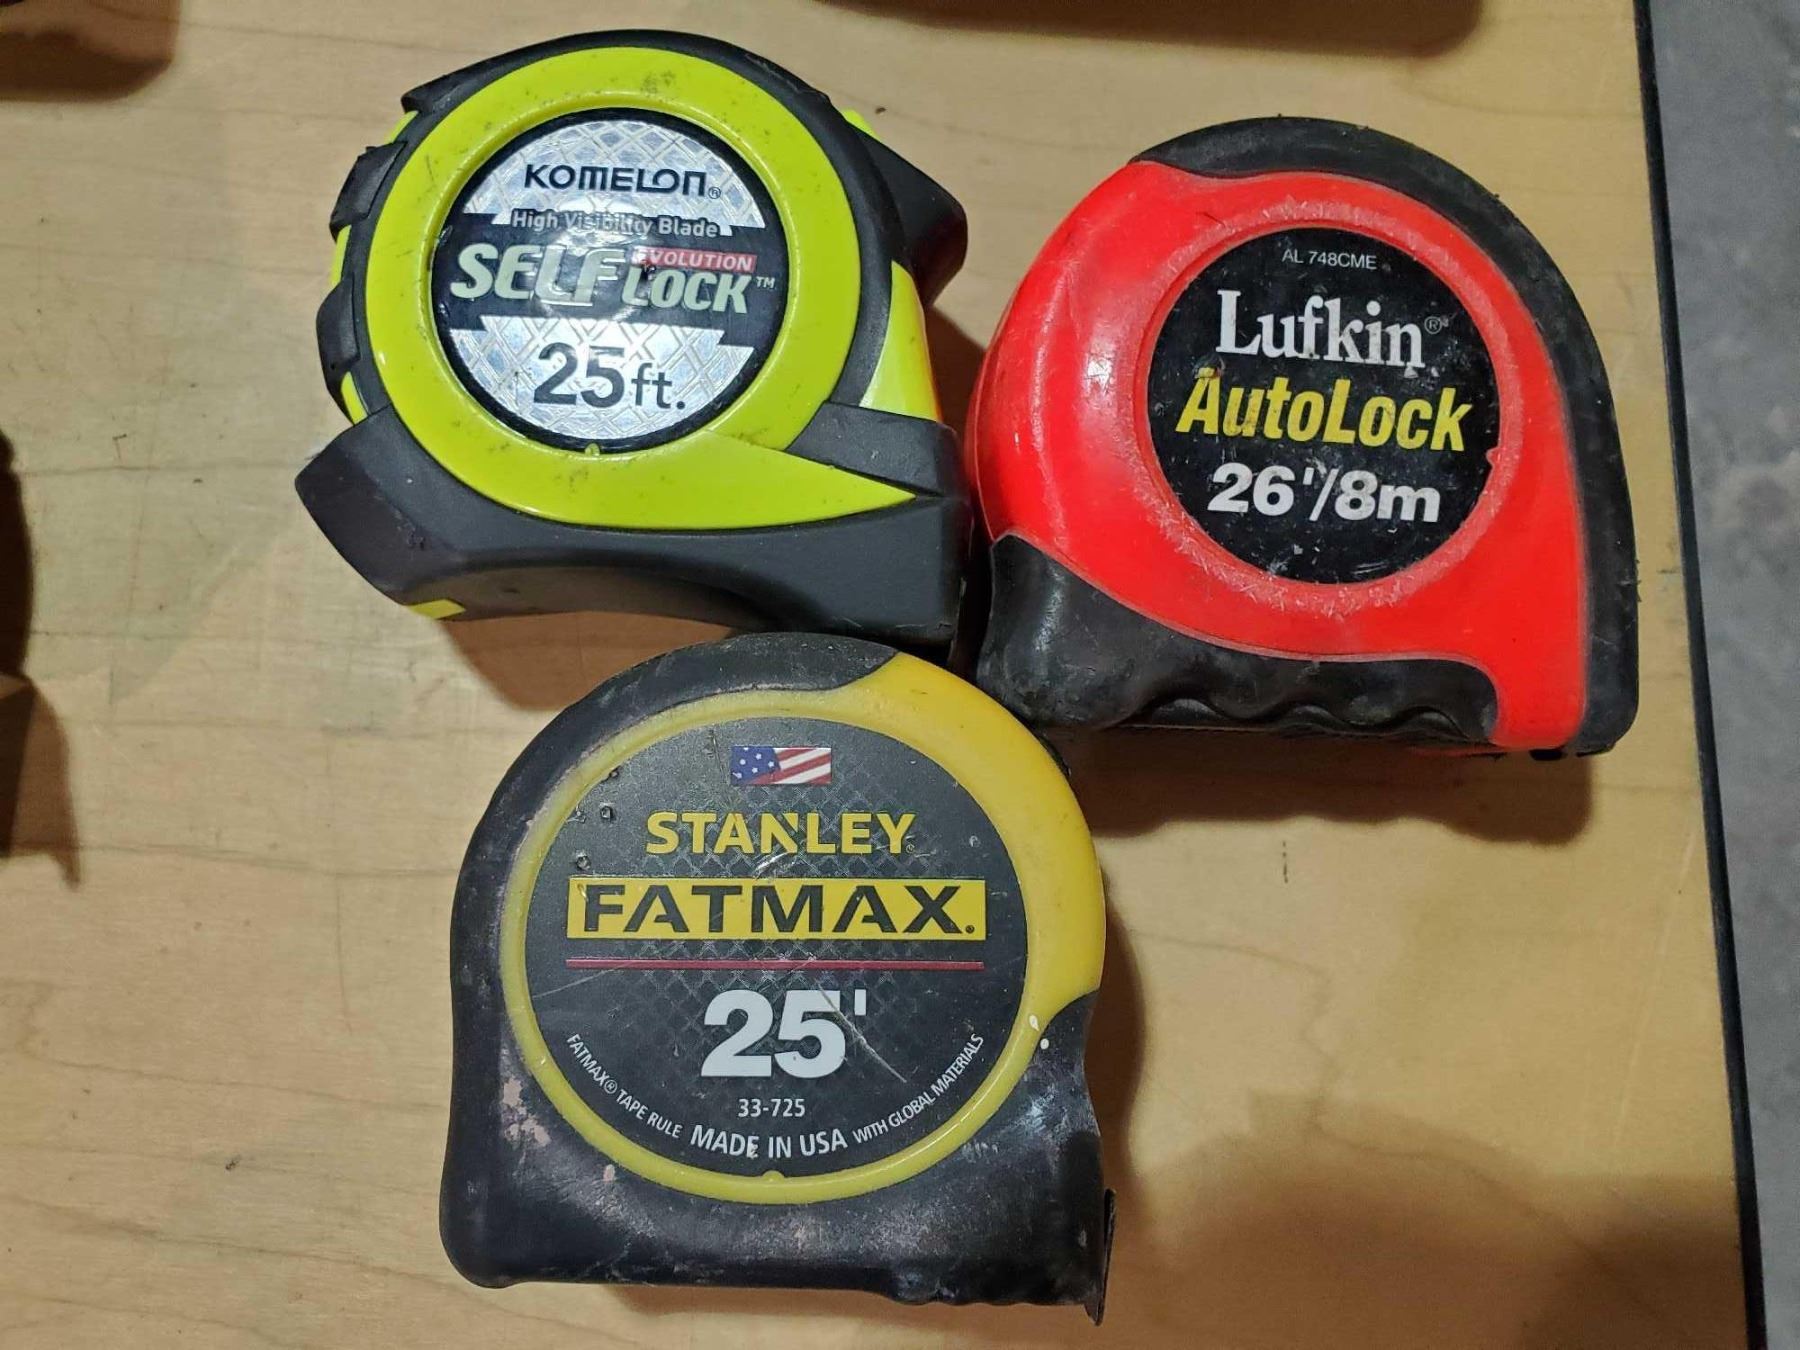 KOMELON®
High Visibility Blade
SELF LOCK™
EVOLUTION
25ft.
AL 748CME
Lufkin®
AutoLock
26'/8m
STANLEY®
FATMAX®
25'
33-725
FATMAX® TAPE RULE MADE IN USA WITH GLOBAL MATERIALS